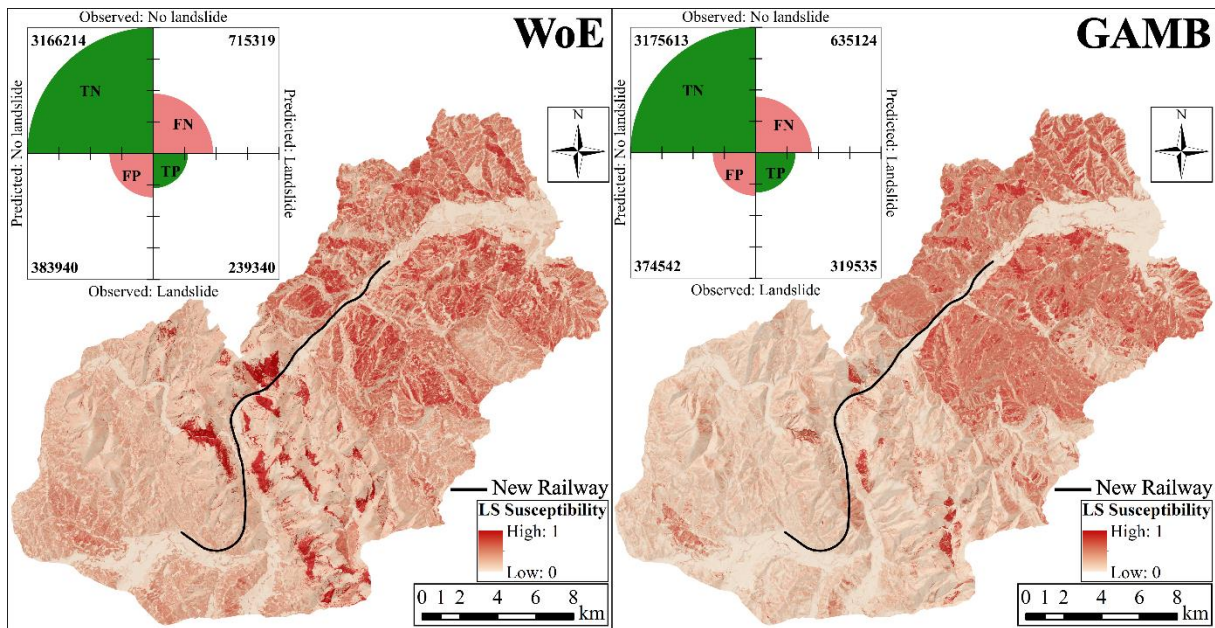 Observed: No landslide
3166214
715319
TN
FN
FP
TP
383940
239340
Predicted: No landslide
Predicted: Landslide
Observed: Landslide
WoE
N
New Railway
LS Susceptibility
High: 1
Low: 0
0 1 2 4 6 8
km
Observed: No landslide
3175613
635124
TN
FN
FP
TP
374542
319535
Predicted: No landslide
Predicted: Landslide
Observed: Landslide
GAMB
N
New Railway
LS Susceptibility
High: 1
Low: 0
0 1 2 4 6 8
km